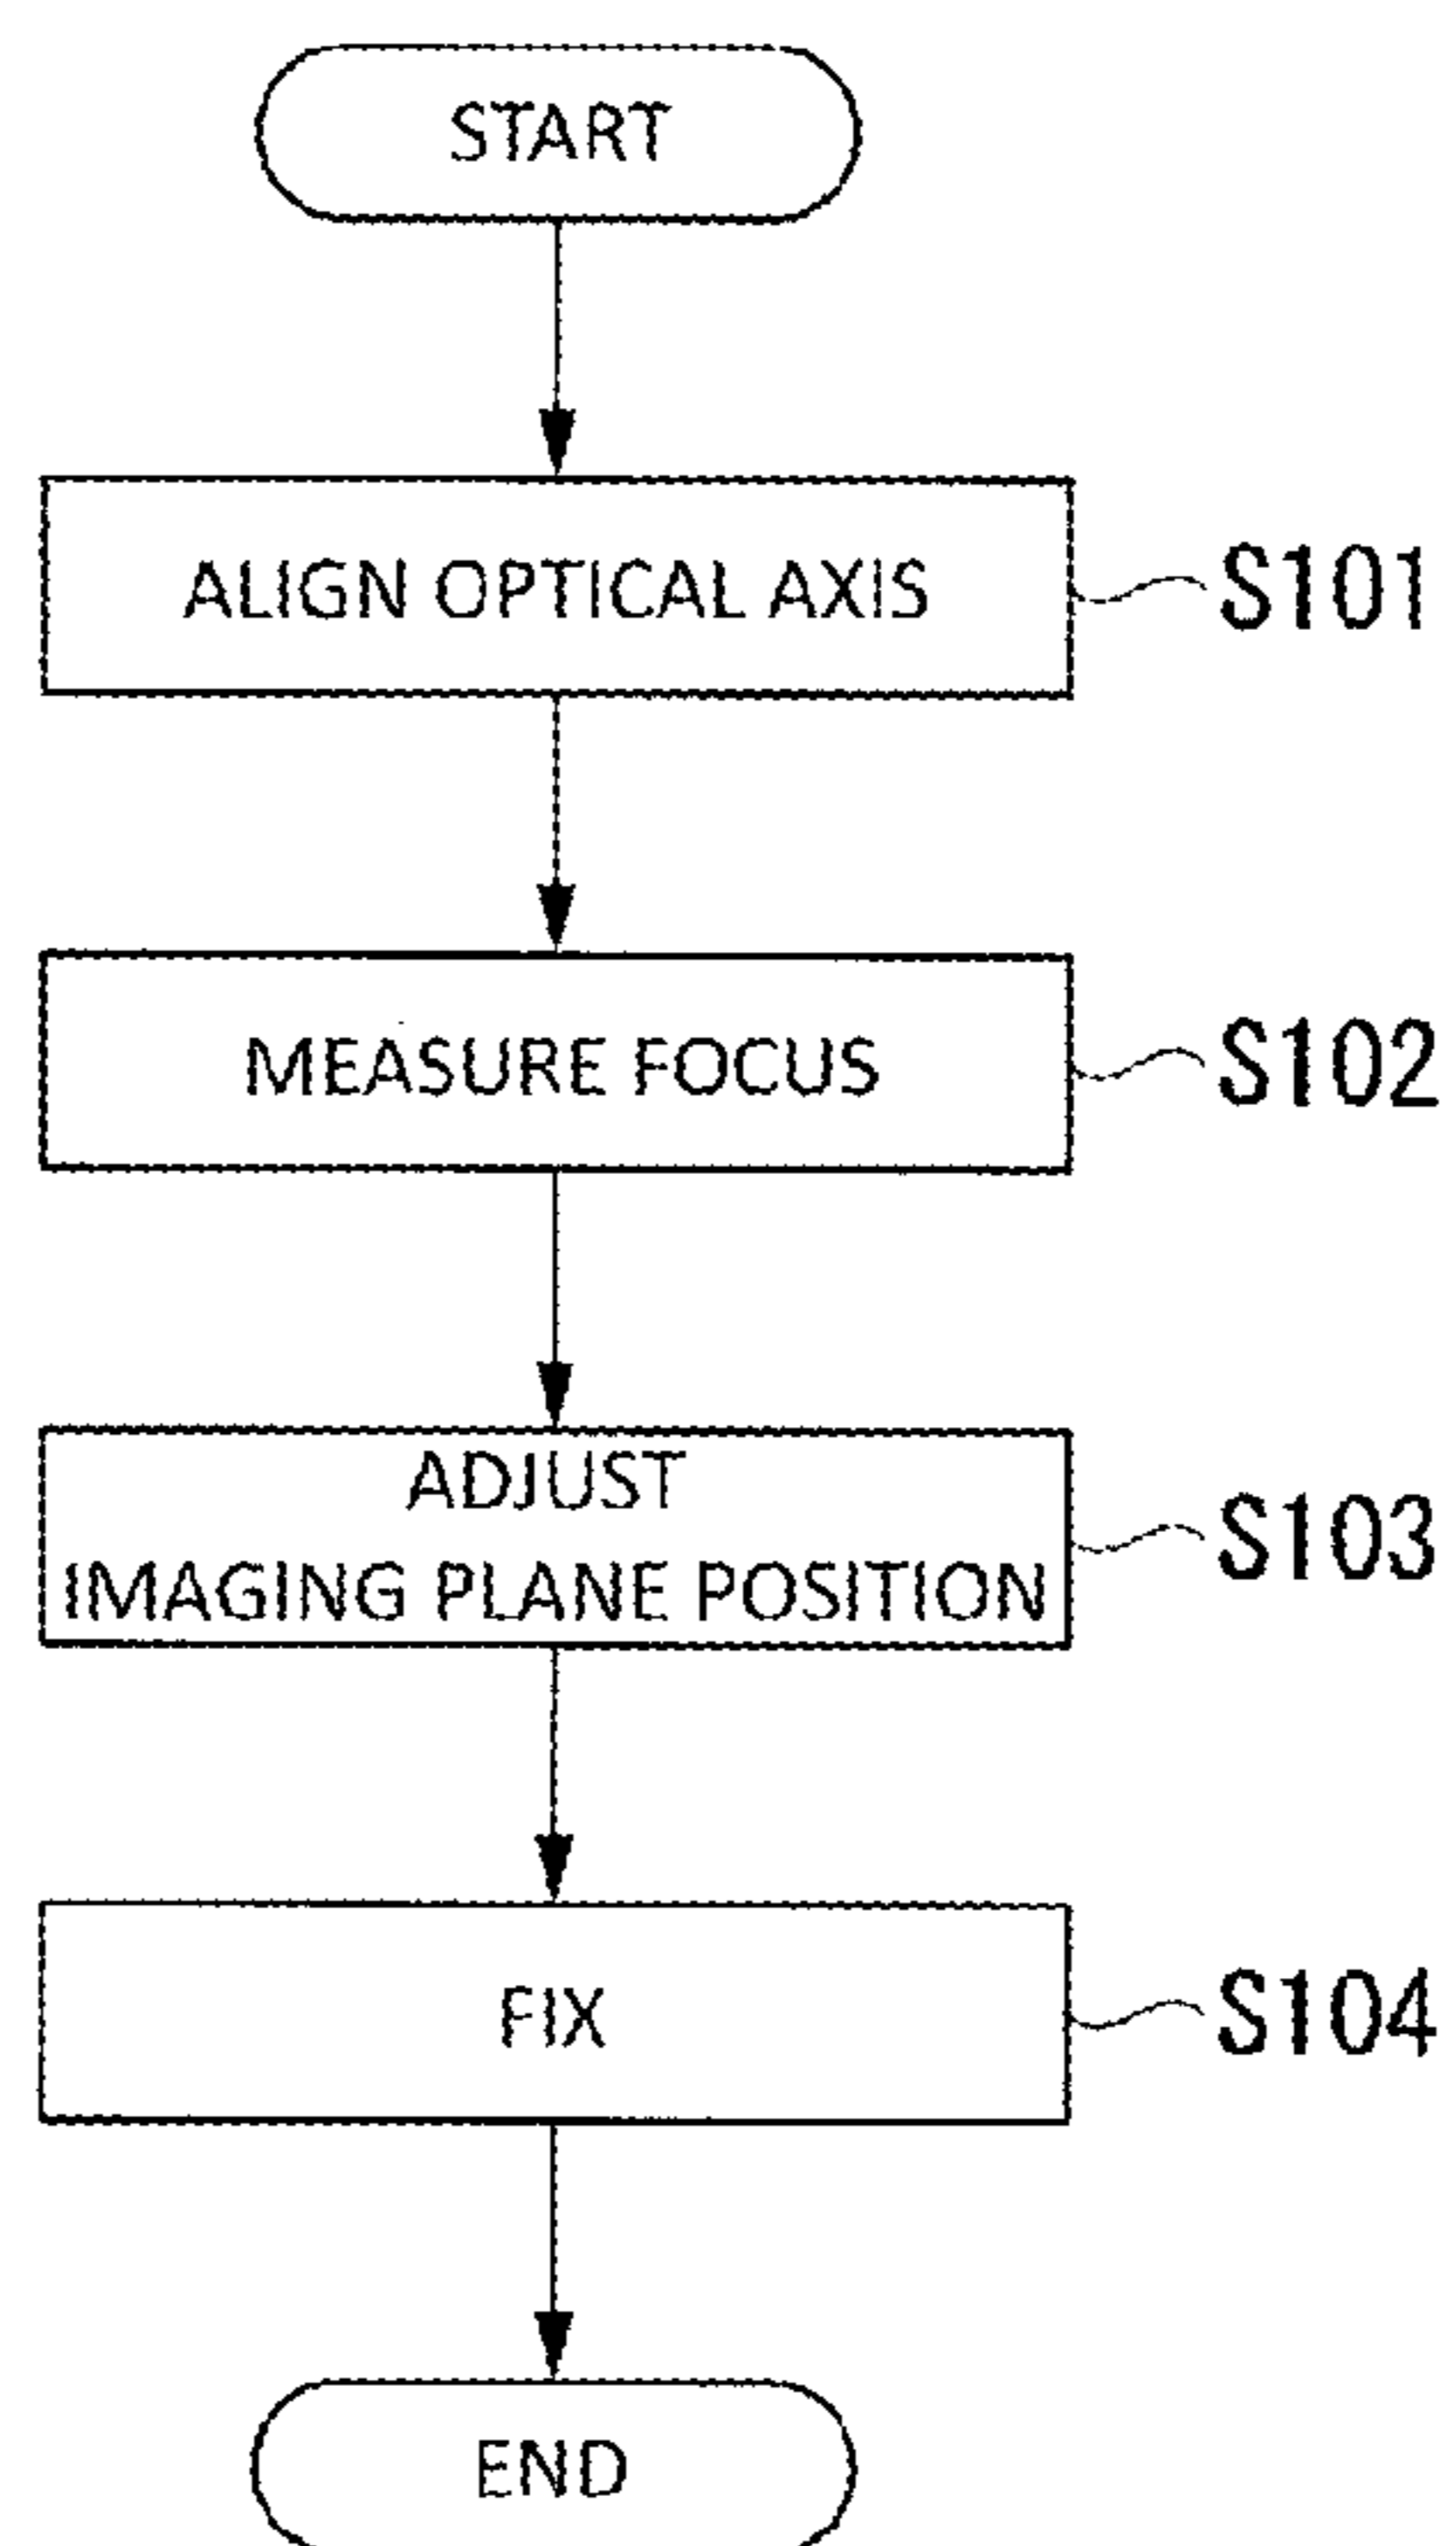 START
ALIGN OPTICAL AXIS
S101
MEASURE FOCUS
S102
ADJUST
IMAGING PLANE POSITION
S103
FIX
S104
END